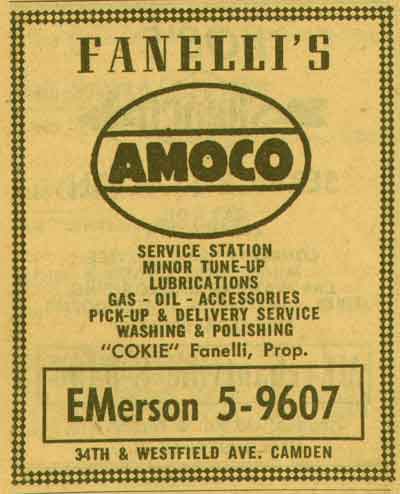 FANELLI'S
AMOCO
SERVICE STATION
MINOR TUNE-UP
LUBRICATIONS
GAS - OIL - ACCESSORIES
PICK-UP & DELIVERY SERVICE
WASHING & POLISHING
"COKIE" Fanelli, Prop.
EMerson 5-9607
34TH & WESTFIELD AVE. CAMDEN